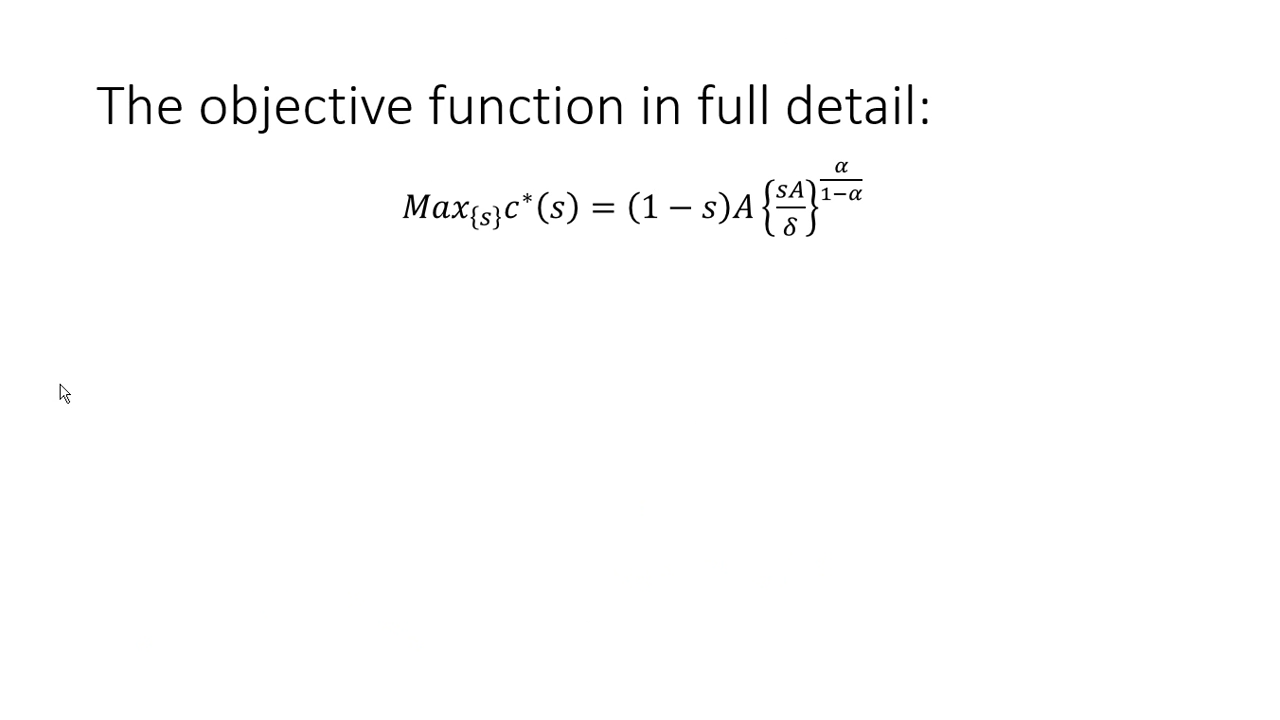 The objective function in full detail:
Max_{s}c*(s) = (1 − s)A{sA/δ}^(α/(1−α))